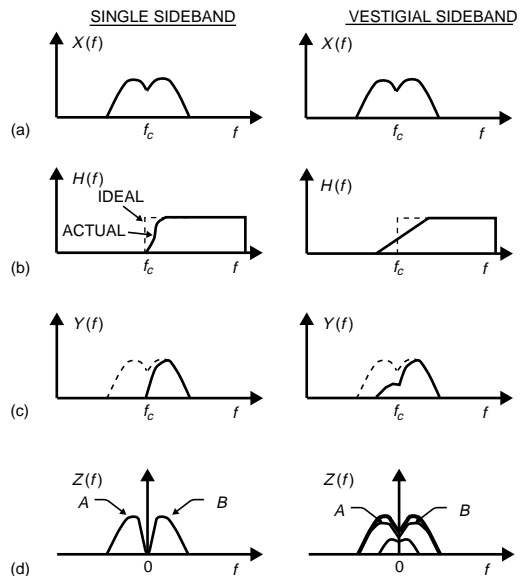 SINGLE SIDEBAND
VESTIGIAL SIDEBAND
X(f)
X(f)
(a)
f_c
f
f_c
f
H(f)
IDEAL
ACTUAL
H(f)
(b)
f_c
f
f_c
f
Y(f)
Y(f)
(c)
f_c
f
f_c
f
Z(f)
A
B
Z(f)
A
B
(d)
0
f
0
f